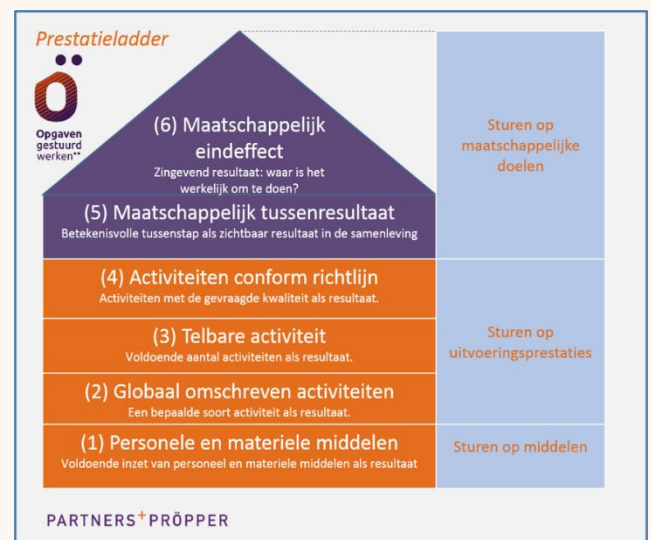 Prestatieladder
Ö
Opgaven
gestuurd
werken••
(6) Maatschappelijk
eindeffect
Zingevend resultaat: waar is het
werkelijk om te doen?
(5) Maatschappelijk tussenresultaat
Betekenisvolle tussenstap als zichtbaar resultaat in de samenleving
Sturen op
maatschappelijke
doelen
(4) Activiteiten conform richtlijn
Activiteiten met de gevraagde kwaliteit als resultaat.
(3) Telbare activiteit
Voldoende aantal activiteiten als resultaat.
(2) Globaal omschreven activiteiten
Een bepaalde soort activiteit als resultaat.
Sturen op
uitvoeringsprestaties
(1) Personele en materiele middelen
Voldoende inzet van personeel en materiele middelen als resultaat
Sturen op middelen
PARTNERS+PRÖPPER